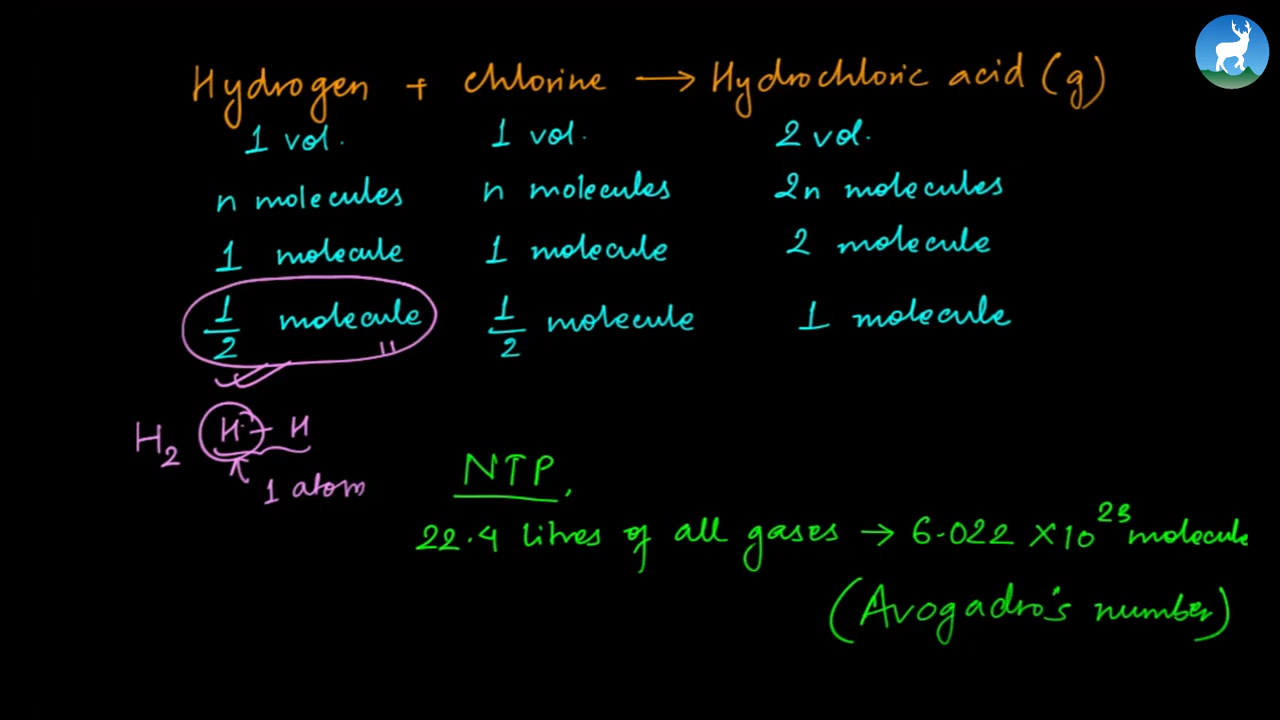 Hydrogen + chlorine → Hydrochloric acid (g)
1 vol. 1 vol. 2 vol.
n molecules n molecules 2n molecules
1 molecule 1 molecule 2 molecule
1/2 molecule 1/2 molecule 1 molecule
H₂ H - H
1 atom
NTP,
22.4 litres of all gases → 6.022 × 10²³ molecule
(Avogadro's number)